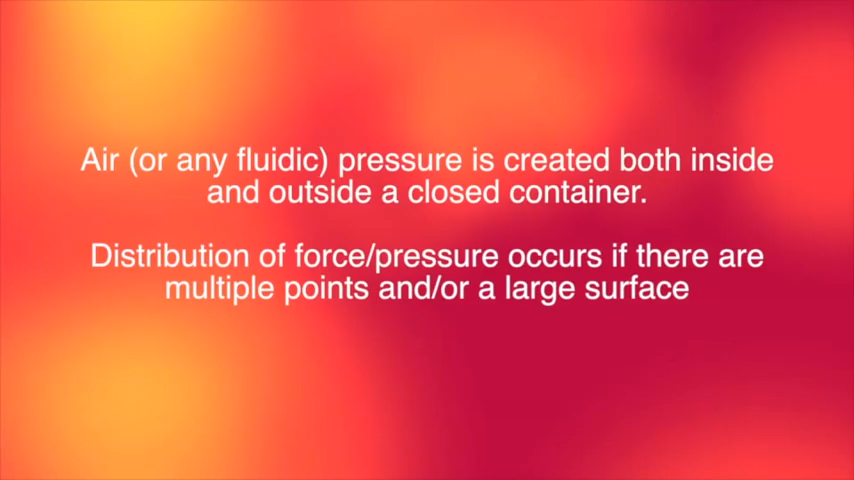 Air (or any fluidic) pressure is created both inside
and outside a closed container.
Distribution of force/pressure occurs if there are
multiple points and/or a large surface